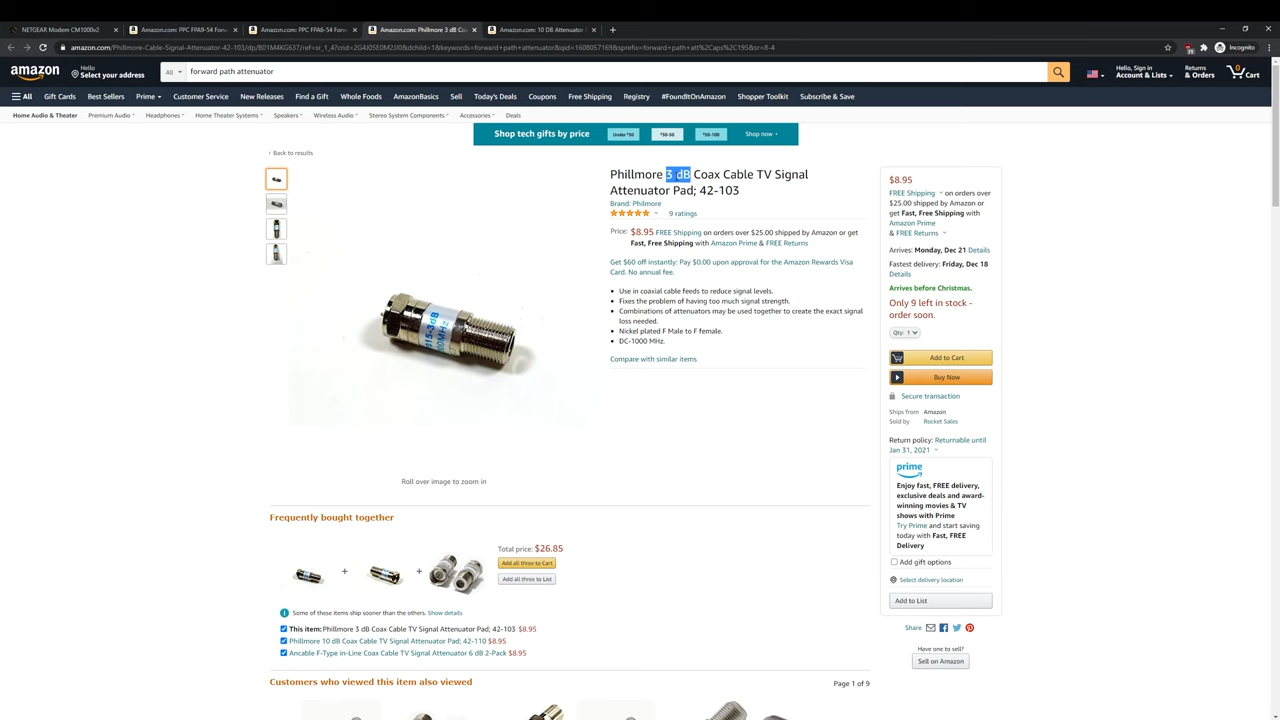 NETGEAR Modem CM1000v2
Amazon.com: PPC FPA9-54 Forw
Amazon.com: PPC FPA6-54 Forw
Amazon.com: Phillmore 3 dB Co
Amazon.com: 10 DB Attenuator
amazon.com/Phillmore-Cable-Signal-Attenuator-42-103/dp/B01M4KG637/
Incognito
amazon
Hello
Select your address
All
forward path attenuator
Hello, Sign in
Account & Lists
Returns
& Orders
0
Cart
All
Gift Cards
Best Sellers
Prime
Customer Service
New Releases
Find a Gift
Whole Foods
AmazonBasics
Sell
Today's Deals
Coupons
Free Shipping
Registry
#FoundItOnAmazon
Shopper Toolkit
Subscribe & Save
Home Audio & Theater
Premium Audio
Headphones
Home Theater Systems
Speakers
Wireless Audio
Stereo System Components
Accessories
Deals
Shop tech gifts by price
Under $50
$50-$100
Shop now
‹ Back to results
Phillmore 3 dB Coax Cable TV Signal
Attenuator Pad; 42-103
Brand: Philmore
9 ratings
Price: $8.95 FREE Shipping on orders over $25.00 shipped by Amazon or get
Fast, Free Shipping with Amazon Prime & FREE Returns
Get $60 off instantly: Pay $0.00 upon approval for the Amazon Rewards Visa
Card. No annual fee.
• Use in coaxial cable feeds to reduce signal levels.
• Fixes the problem of having too much signal strength.
• Combinations of attenuators may be used together to create the exact signal
loss needed.
• Nickel plated F Male to F female.
• DC-1000 MHz.
Compare with similar items
Roll over image to zoom in
$8.95
FREE Shipping on orders over
$25.00 shipped by Amazon or
get Fast, Free Shipping with
Amazon Prime
& FREE Returns
Arrives: Monday, Dec 21 Details
Fastest delivery: Friday, Dec 18
Details
Arrives before Christmas.
Only 9 left in stock -
order soon.
Qty: 1
Add to Cart
Buy Now
Secure transaction
Ships from Amazon
Sold by Rocket Sales
Return policy: Returnable until
Jan 31, 2021
prime
Enjoy fast, FREE delivery,
exclusive deals and award-
winning movies & TV
shows with Prime
Try Prime and start saving
today with Fast, FREE
Delivery
Add gift options
Select delivery location
Add to List
Share
Have one to sell?
Sell on Amazon
Frequently bought together
+
+
Total price: $26.85
Add all three to Cart
Add all three to List
Some of these items ship sooner than the others. Show details
This item: Phillmore 3 dB Coax Cable TV Signal Attenuator Pad; 42-103 $8.95
Phillmore 10 dB Coax Cable TV Signal Attenuator Pad; 42-110 $8.95
Ancable F-Type in-Line Coax Cable TV Signal Attenuator 6 dB 2-Pack $8.95
Customers who viewed this item also viewed
Page 1 of 9